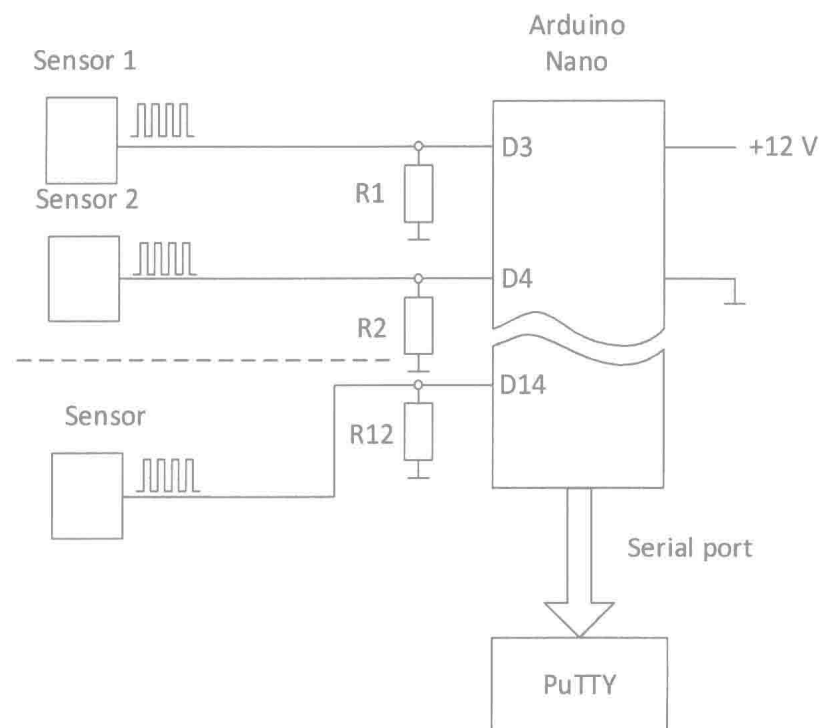 Arduino
Nano
Sensor 1
D3
+12 V
R1
Sensor 2
D4
R2
D14
Sensor
R12
Serial port
PuTTY